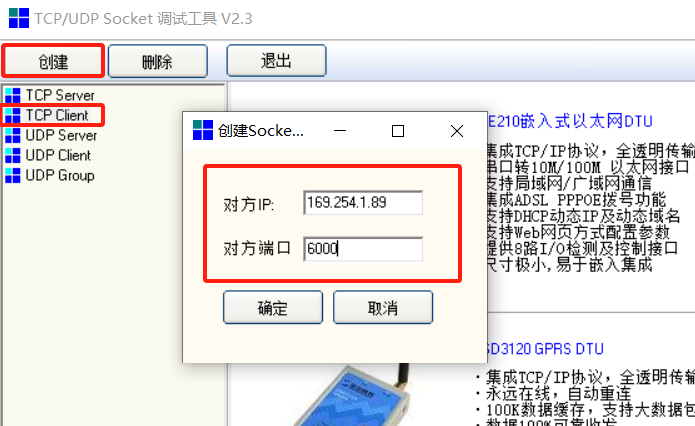 TCP/UDP Socket 调试工具 V2.3
创建
删除
退出
TCP Server
TCP Client
UDP Server
UDP Client
UDP Group
创建Socke...
对方IP:
169.254.1.89
对方端口
6000
确定
取消
E210嵌入式以太网DTU
集成TCP/IP协议，全透明传输
串口转10M/100M 以太网接口
支持局域网/广域网通信
集成ADSL PPPOE拨号功能
支持DHCP动态IP及动态域名
支持Web网页方式配置参数
提供8路I/O检测及控制接口
尺寸极小,易于嵌入集成
SD3120 GPRS DTU
·集成TCP/IP协议，全透明传输
·永远在线，自动重连
·100K数据缓存，支持大数据包
·数据100%可靠收发